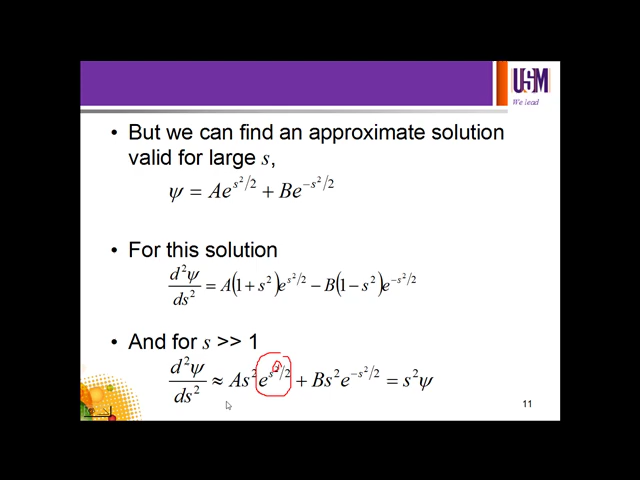 USM
We lead
• But we can find an approximate solution
valid for large s,
ψ = Ae^{s²/2} + Be^{−s²/2}
• For this solution
d²ψ/ds² = A(1 + s²)e^{s²/2} − B(1 − s²)e^{−s²/2}
• And for s >> 1
d²ψ/ds² ≈ As²e^{s²/2} + Bs²e^{−s²/2} = s²ψ
11